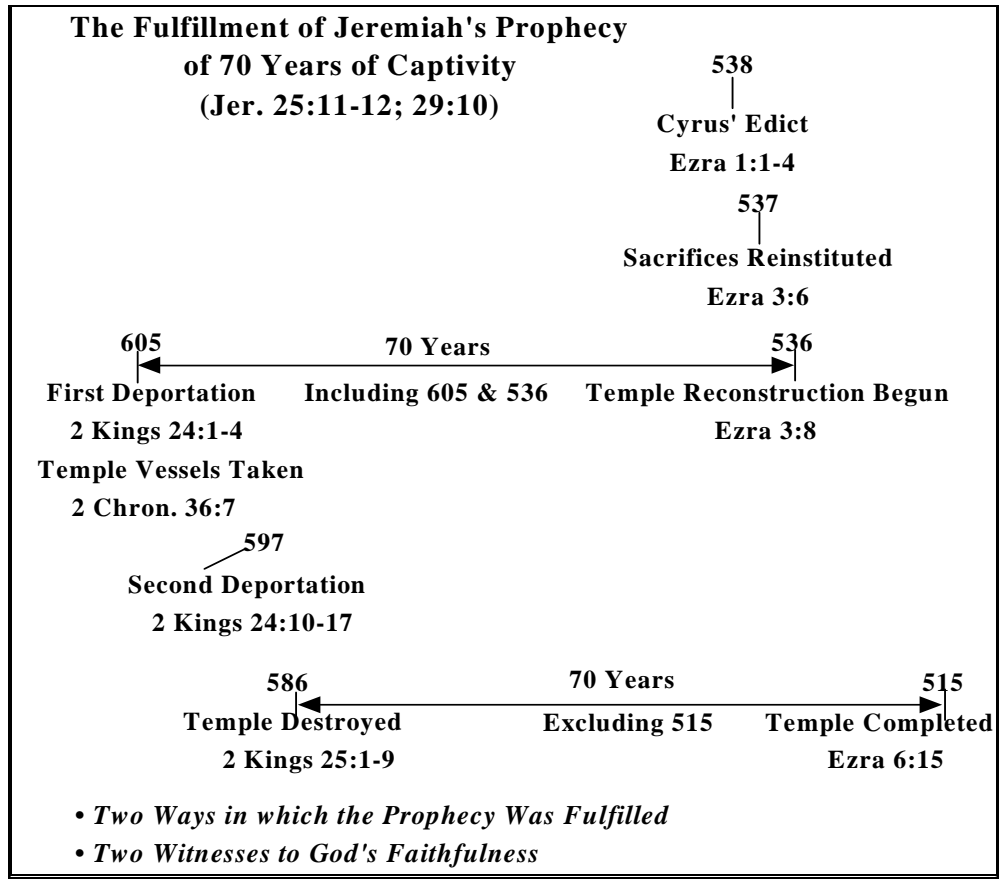 The Fulfillment of Jeremiah's Prophecy
of 70 Years of Captivity
(Jer. 25:11-12; 29:10)
538
Cyrus' Edict
Ezra 1:1-4
537
Sacrifices Reinstituted
Ezra 3:6
605
70 Years
536
First Deportation
Including 605 & 536
Temple Reconstruction Begun
2 Kings 24:1-4
Ezra 3:8
Temple Vessels Taken
2 Chron. 36:7
597
Second Deportation
2 Kings 24:10-17
586
70 Years
515
Temple Destroyed
Excluding 515
Temple Completed
2 Kings 25:1-9
Ezra 6:15
• Two Ways in which the Prophecy Was Fulfilled
• Two Witnesses to God's Faithfulness